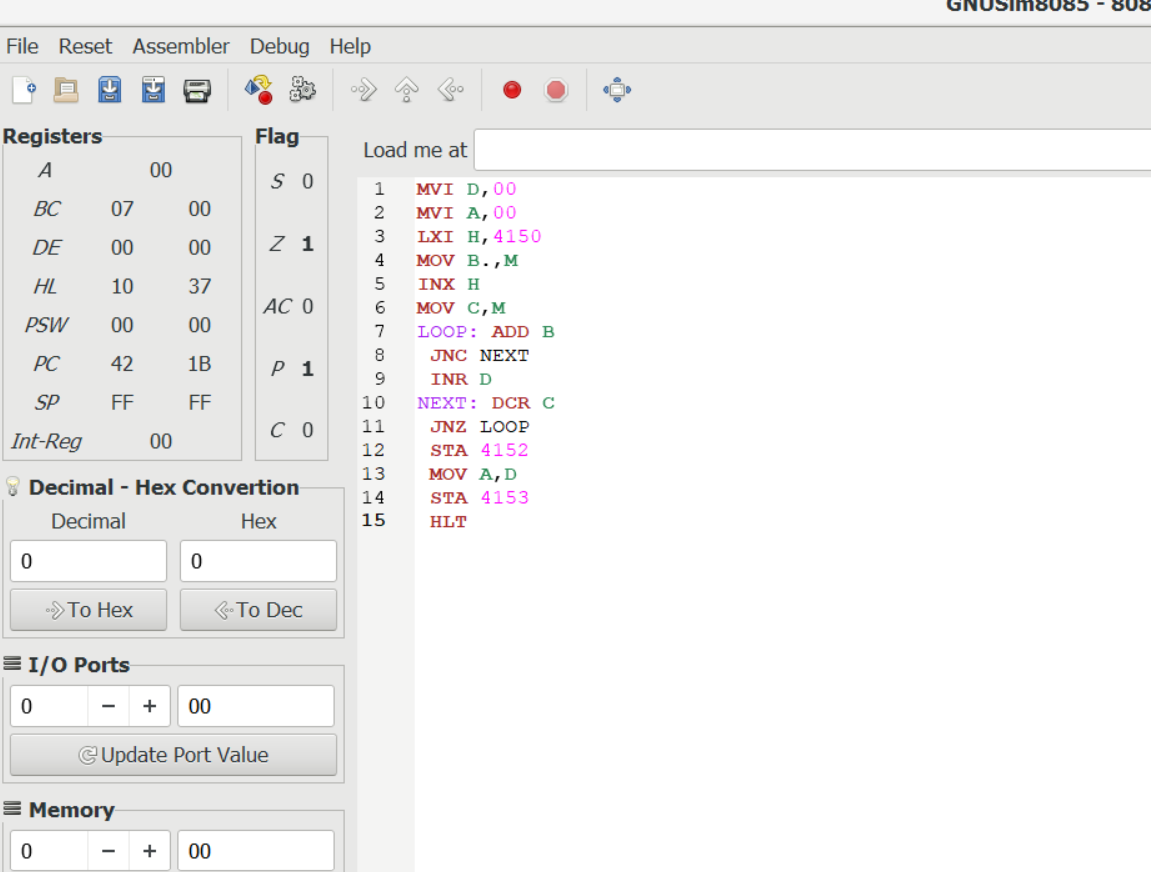 GNUSim8085 - 808
File Reset Assembler Debug Help
Registers
A 00
BC 07 00
DE 00 00
HL 10 37
PSW 00 00
PC 42 1B
SP FF FF
Int-Reg 00
Flag
S 0
Z 1
AC 0
P 1
C 0
Decimal - Hex Convertion
Decimal Hex
0 0
To Hex To Dec
I/O Ports
0 − + 00
Update Port Value
Memory
0 − + 00
Load me at
1 MVI D,00
2 MVI A,00
3 LXI H,4150
4 MOV B.,M
5 INX H
6 MOV C,M
7 LOOP: ADD B
8 JNC NEXT
9 INR D
10 NEXT: DCR C
11 JNZ LOOP
12 STA 4152
13 MOV A,D
14 STA 4153
15 HLT